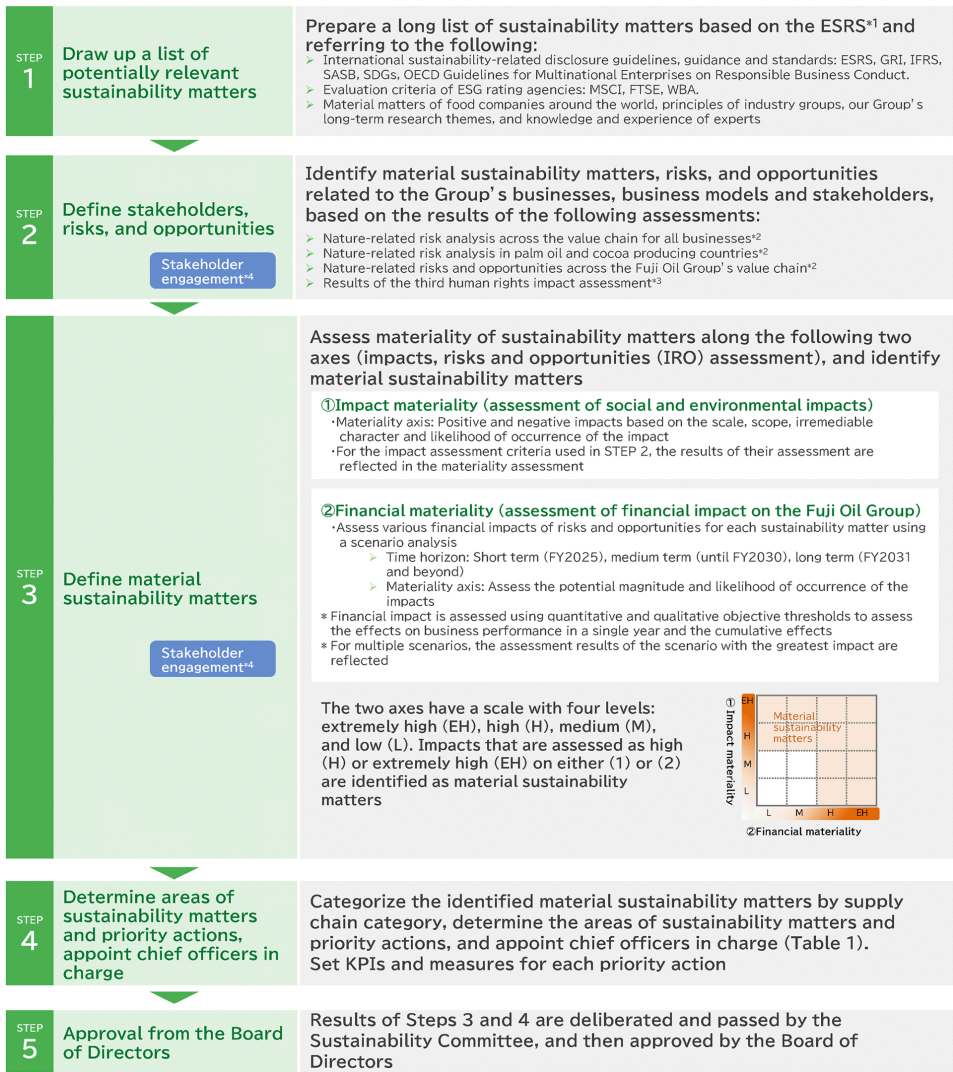 STEP
1
Draw up a list of
potentially relevant
sustainability matters
Prepare a long list of sustainability matters based on the ESRS*1 and
referring to the following:
➢ International sustainability-related disclosure guidelines, guidance and standards: ESRS, GRI, IFRS,
SASB, SDGs, OECD Guidelines for Multinational Enterprises on Responsible Business Conduct.
➢ Evaluation criteria of ESG rating agencies: MSCI, FTSE, WBA.
➢ Material matters of food companies around the world, principles of industry groups, our Group's
long-term research themes, and knowledge and experience of experts
STEP
2
Define stakeholders,
risks, and opportunities
Stakeholder
engagement*4
Identify material sustainability matters, risks, and opportunities
related to the Group's businesses, business models and stakeholders,
based on the results of the following assessments:
➢ Nature-related risk analysis across the value chain for all businesses*2
➢ Nature-related risk analysis in palm oil and cocoa producing countries*2
➢ Nature-related risks and opportunities across the Fuji Oil Group's value chain*2
➢ Results of the third human rights impact assessment*3
STEP
3
Define material
sustainability matters
Stakeholder
engagement*4
Assess materiality of sustainability matters along the following two
axes (impacts, risks and opportunities (IRO) assessment), and identify
material sustainability matters
①Impact materiality (assessment of social and environmental impacts)
・Materiality axis: Positive and negative impacts based on the scale, scope, irremediable
character and likelihood of occurrence of the impact
・For the impact assessment criteria used in STEP 2, the results of their assessment are
reflected in the materiality assessment
②Financial materiality (assessment of financial impact on the Fuji Oil Group)
・Assess various financial impacts of risks and opportunities for each sustainability matter using
a scenario analysis
➢ Time horizon: Short term (FY2025), medium term (until FY2030), long term (FY2031
and beyond)
➢ Materiality axis: Assess the potential magnitude and likelihood of occurrence of the
impacts
* Financial impact is assessed using quantitative and qualitative objective thresholds to assess
the effects on business performance in a single year and the cumulative effects
* For multiple scenarios, the assessment results of the scenario with the greatest impact are
reflected
The two axes have a scale with four levels:
extremely high (EH), high (H), medium (M),
and low (L). Impacts that are assessed as high
(H) or extremely high (EH) on either (1) or (2)
are identified as material sustainability
matters
① Impact materiality
EH
H
M
L
Material
sustainability
matters
L M H EH
②Financial materiality
STEP
4
Determine areas of
sustainability matters
and priority actions,
appoint chief officers in
charge
Categorize the identified material sustainability matters by supply
chain category, determine the areas of sustainability matters and
priority actions, and appoint chief officers in charge (Table 1).
Set KPIs and measures for each priority action
STEP
5
Approval from the Board
of Directors
Results of Steps 3 and 4 are deliberated and passed by the
Sustainability Committee, and then approved by the Board of
Directors